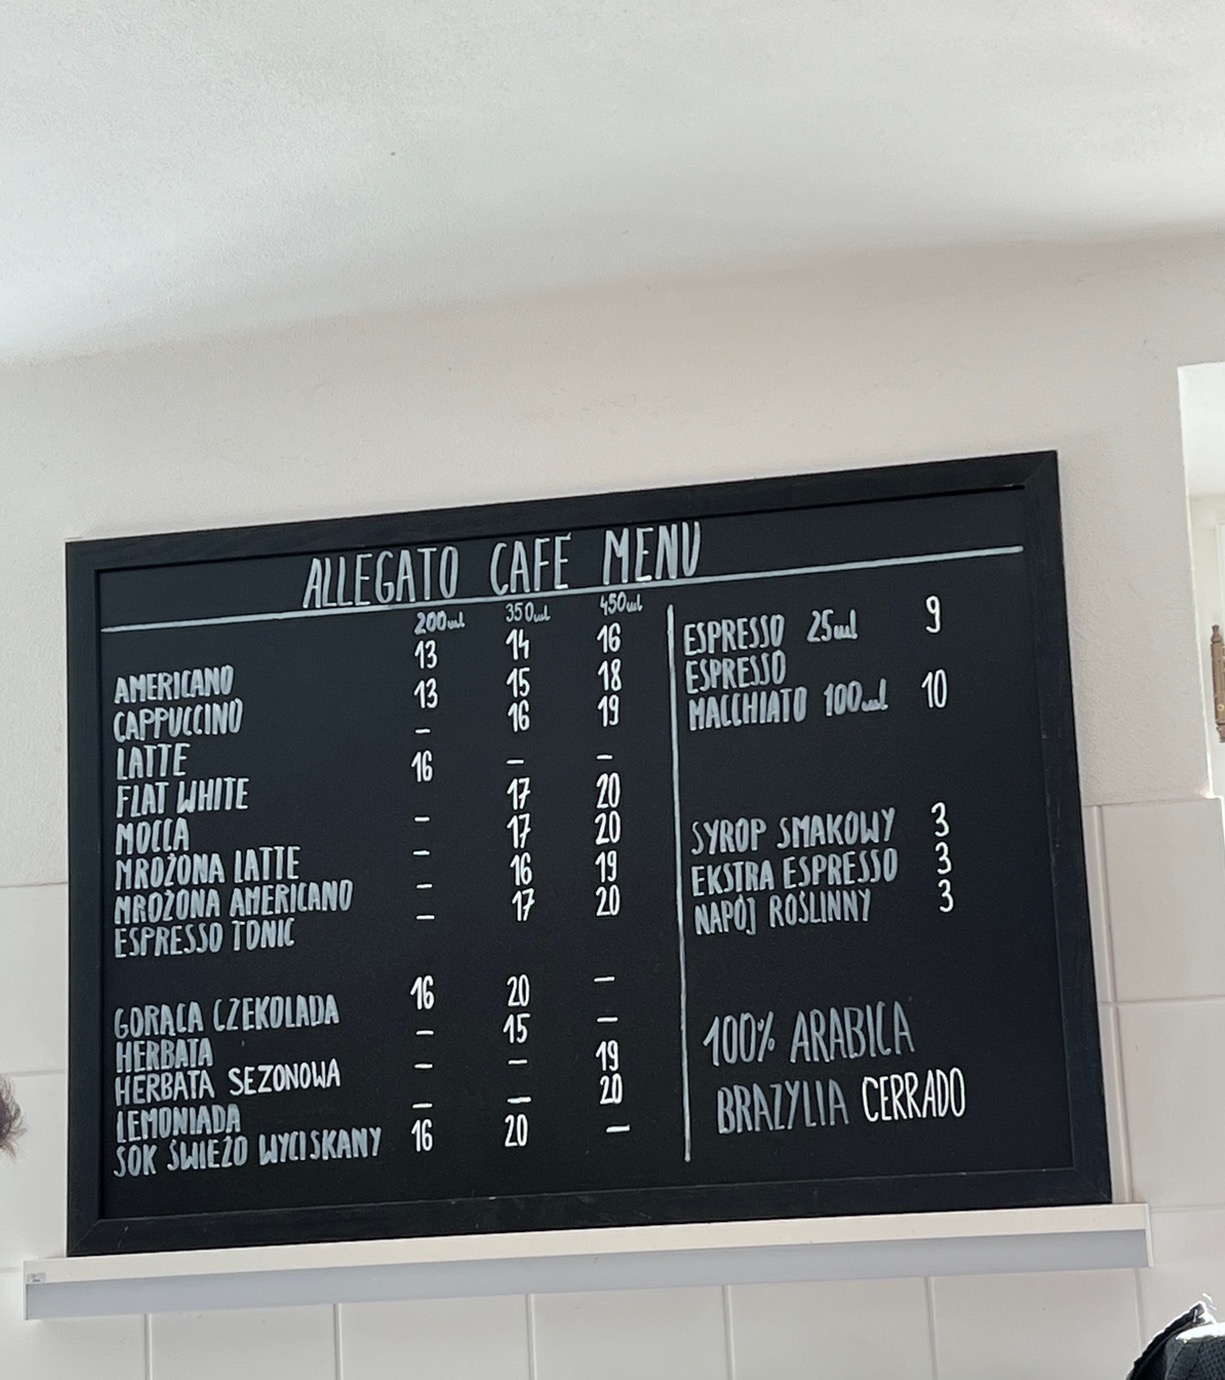 ALLEGATO CAFE MENU
200ml 350ml 450ml
AMERICANO 13 14 16
CAPPUCCINO 13 15 18
LATTE – 16 19
FLAT WHITE 16 – –
MOCCA – 17 20
MROŻONA LATTE – 17 20
MROŻONA AMERICANO – 16 19
ESPRESSO TONIC – 17 20
GORĄCA CZEKOLADA 16 20 –
HERBATA – 15 –
HERBATA SEZONOWA – – 19
LEMONIADA – – 20
SOK ŚWIEŻO WYCISKANY 16 20 –
ESPRESSO 25ml 9
ESPRESSO
MACCHIATO 100ml 10
SYROP SMAKOWY 3
EKSTRA ESPRESSO 3
NAPÓJ ROŚLINNY 3
100% ARABICA
BRAZYLIA CERRADO